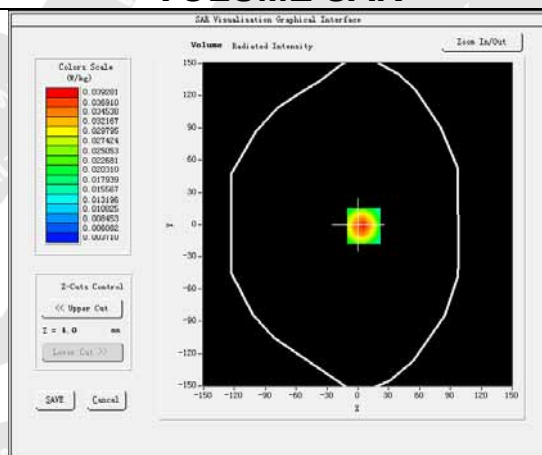 VOLUME SAR
SAR Visualisation Graphical Interface
Volume Radiated Intensity
Zoom In/Out
Colors Scale
(W/kg)
0.039281
0.036910
0.034538
0.032167
0.029795
0.027424
0.025053
0.022681
0.020310
0.017939
0.015567
0.013196
0.010825
0.008453
0.006082
0.003710
Z-Cuts Control
<< Upper Cut
Z = 4.0 mm
Lower Cut >>
SAVE
Cancel
150
120
90
60
30
0
-30
-60
-90
-120
-150
Y
-150 -120 -90 -60 -30 0 30 60 90 120 150
X